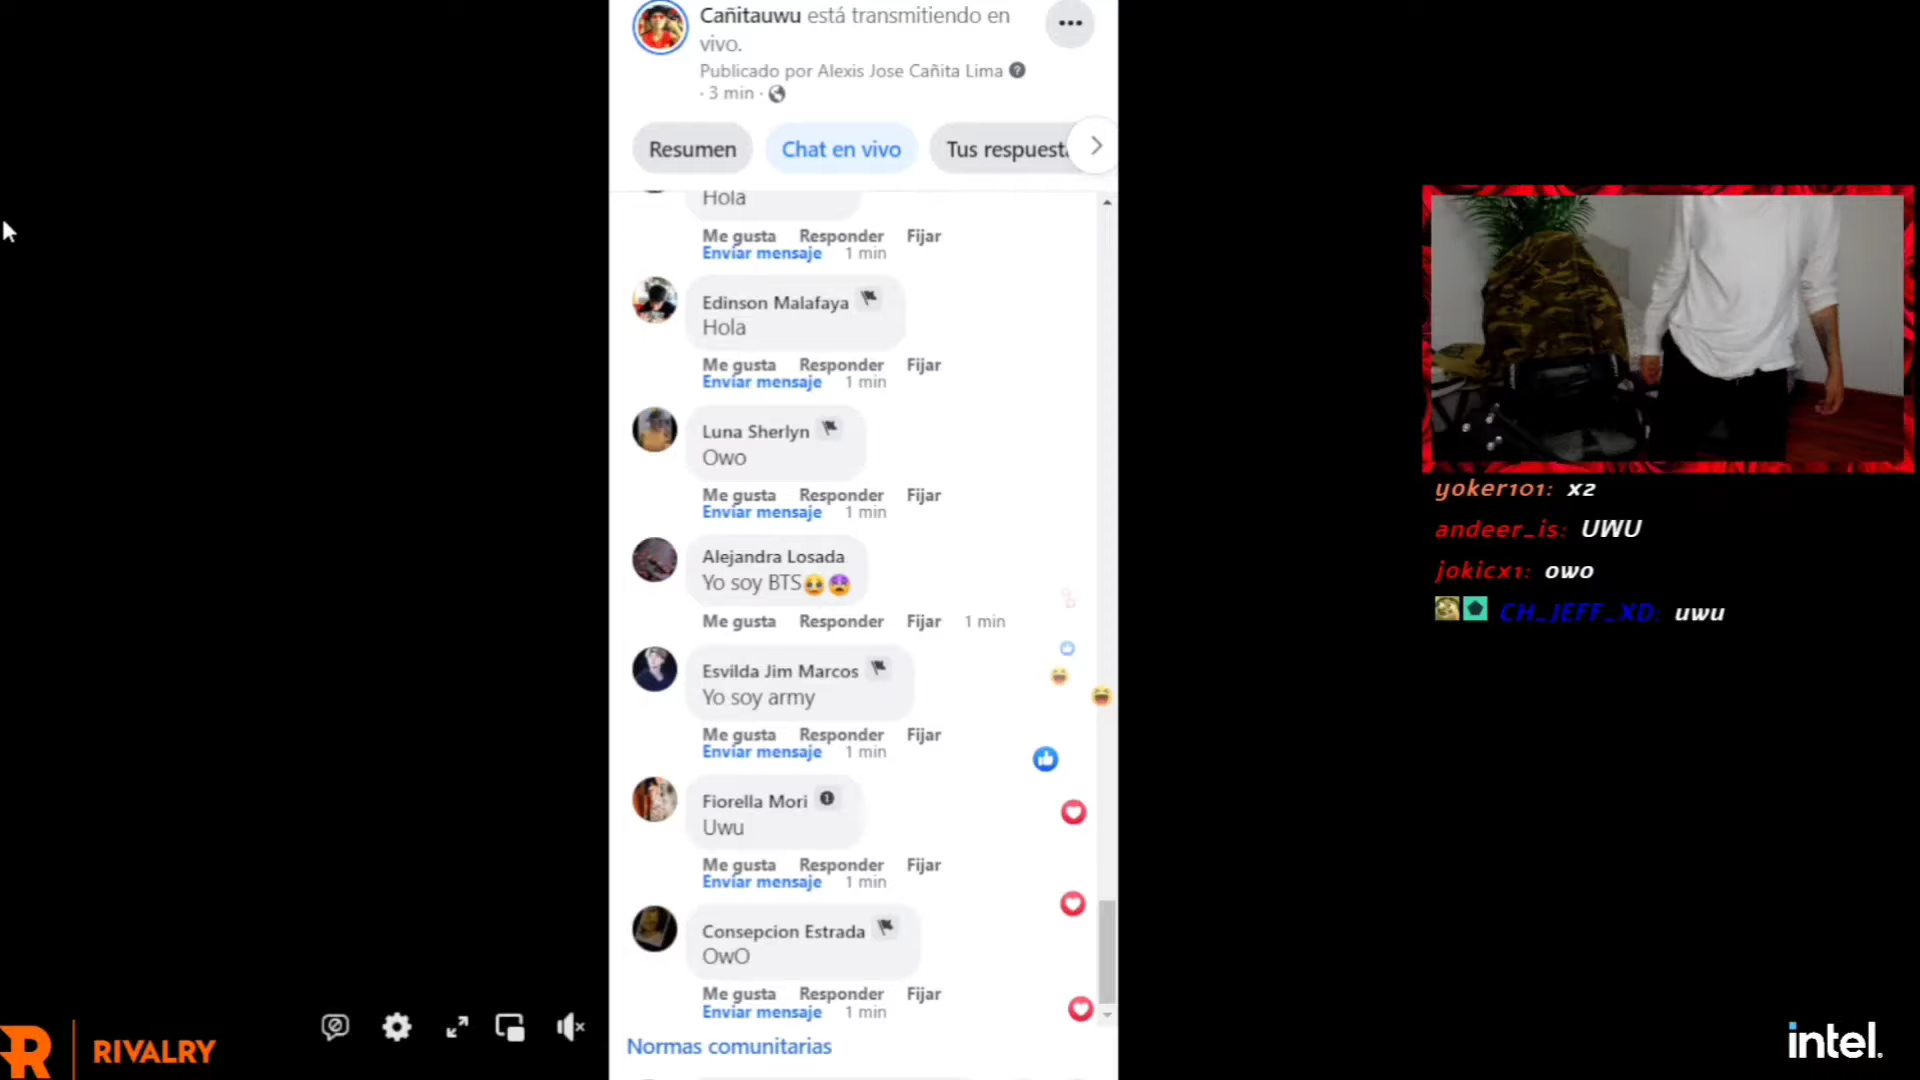 Cañitauwu está transmitiendo en
vivo.
Publicado por Alexis Jose Cañita Lima
· 3 min ·
Resumen
Chat en vivo
Tus respuest
Hola
Me gusta Responder Fijar
Enviar mensaje 1 min
Edinson Malafaya
Hola
Me gusta Responder Fijar
Enviar mensaje 1 min
Luna Sherlyn
Owo
Me gusta Responder Fijar
Enviar mensaje 1 min
Alejandra Losada
Yo soy BTS🥺😭
Me gusta Responder Fijar 1 min
Esvilda Jim Marcos
Yo soy army
Me gusta Responder Fijar
Enviar mensaje 1 min
Fiorella Mori
Uwu
Me gusta Responder Fijar
Enviar mensaje 1 min
Consepcion Estrada
OwO
Me gusta Responder Fijar
Enviar mensaje 1 min
Normas comunitarias
yoker101: x2
andeer_is: UWU
jokicx1: owo
CH_JEFF_XD: uwu
R RIVALRY
intel.